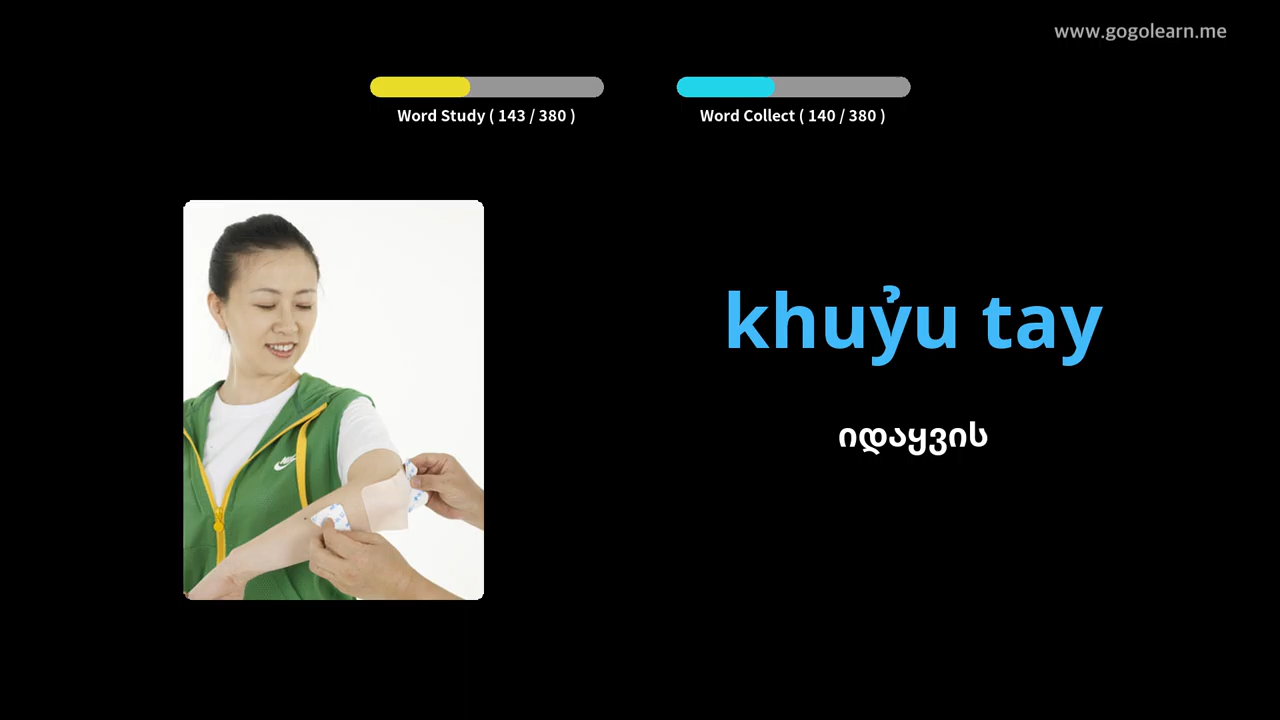 www.gogolearn.me
Word Study ( 143 / 380 )
Word Collect ( 140 / 380 )
khuỷu tay
იდაყვის